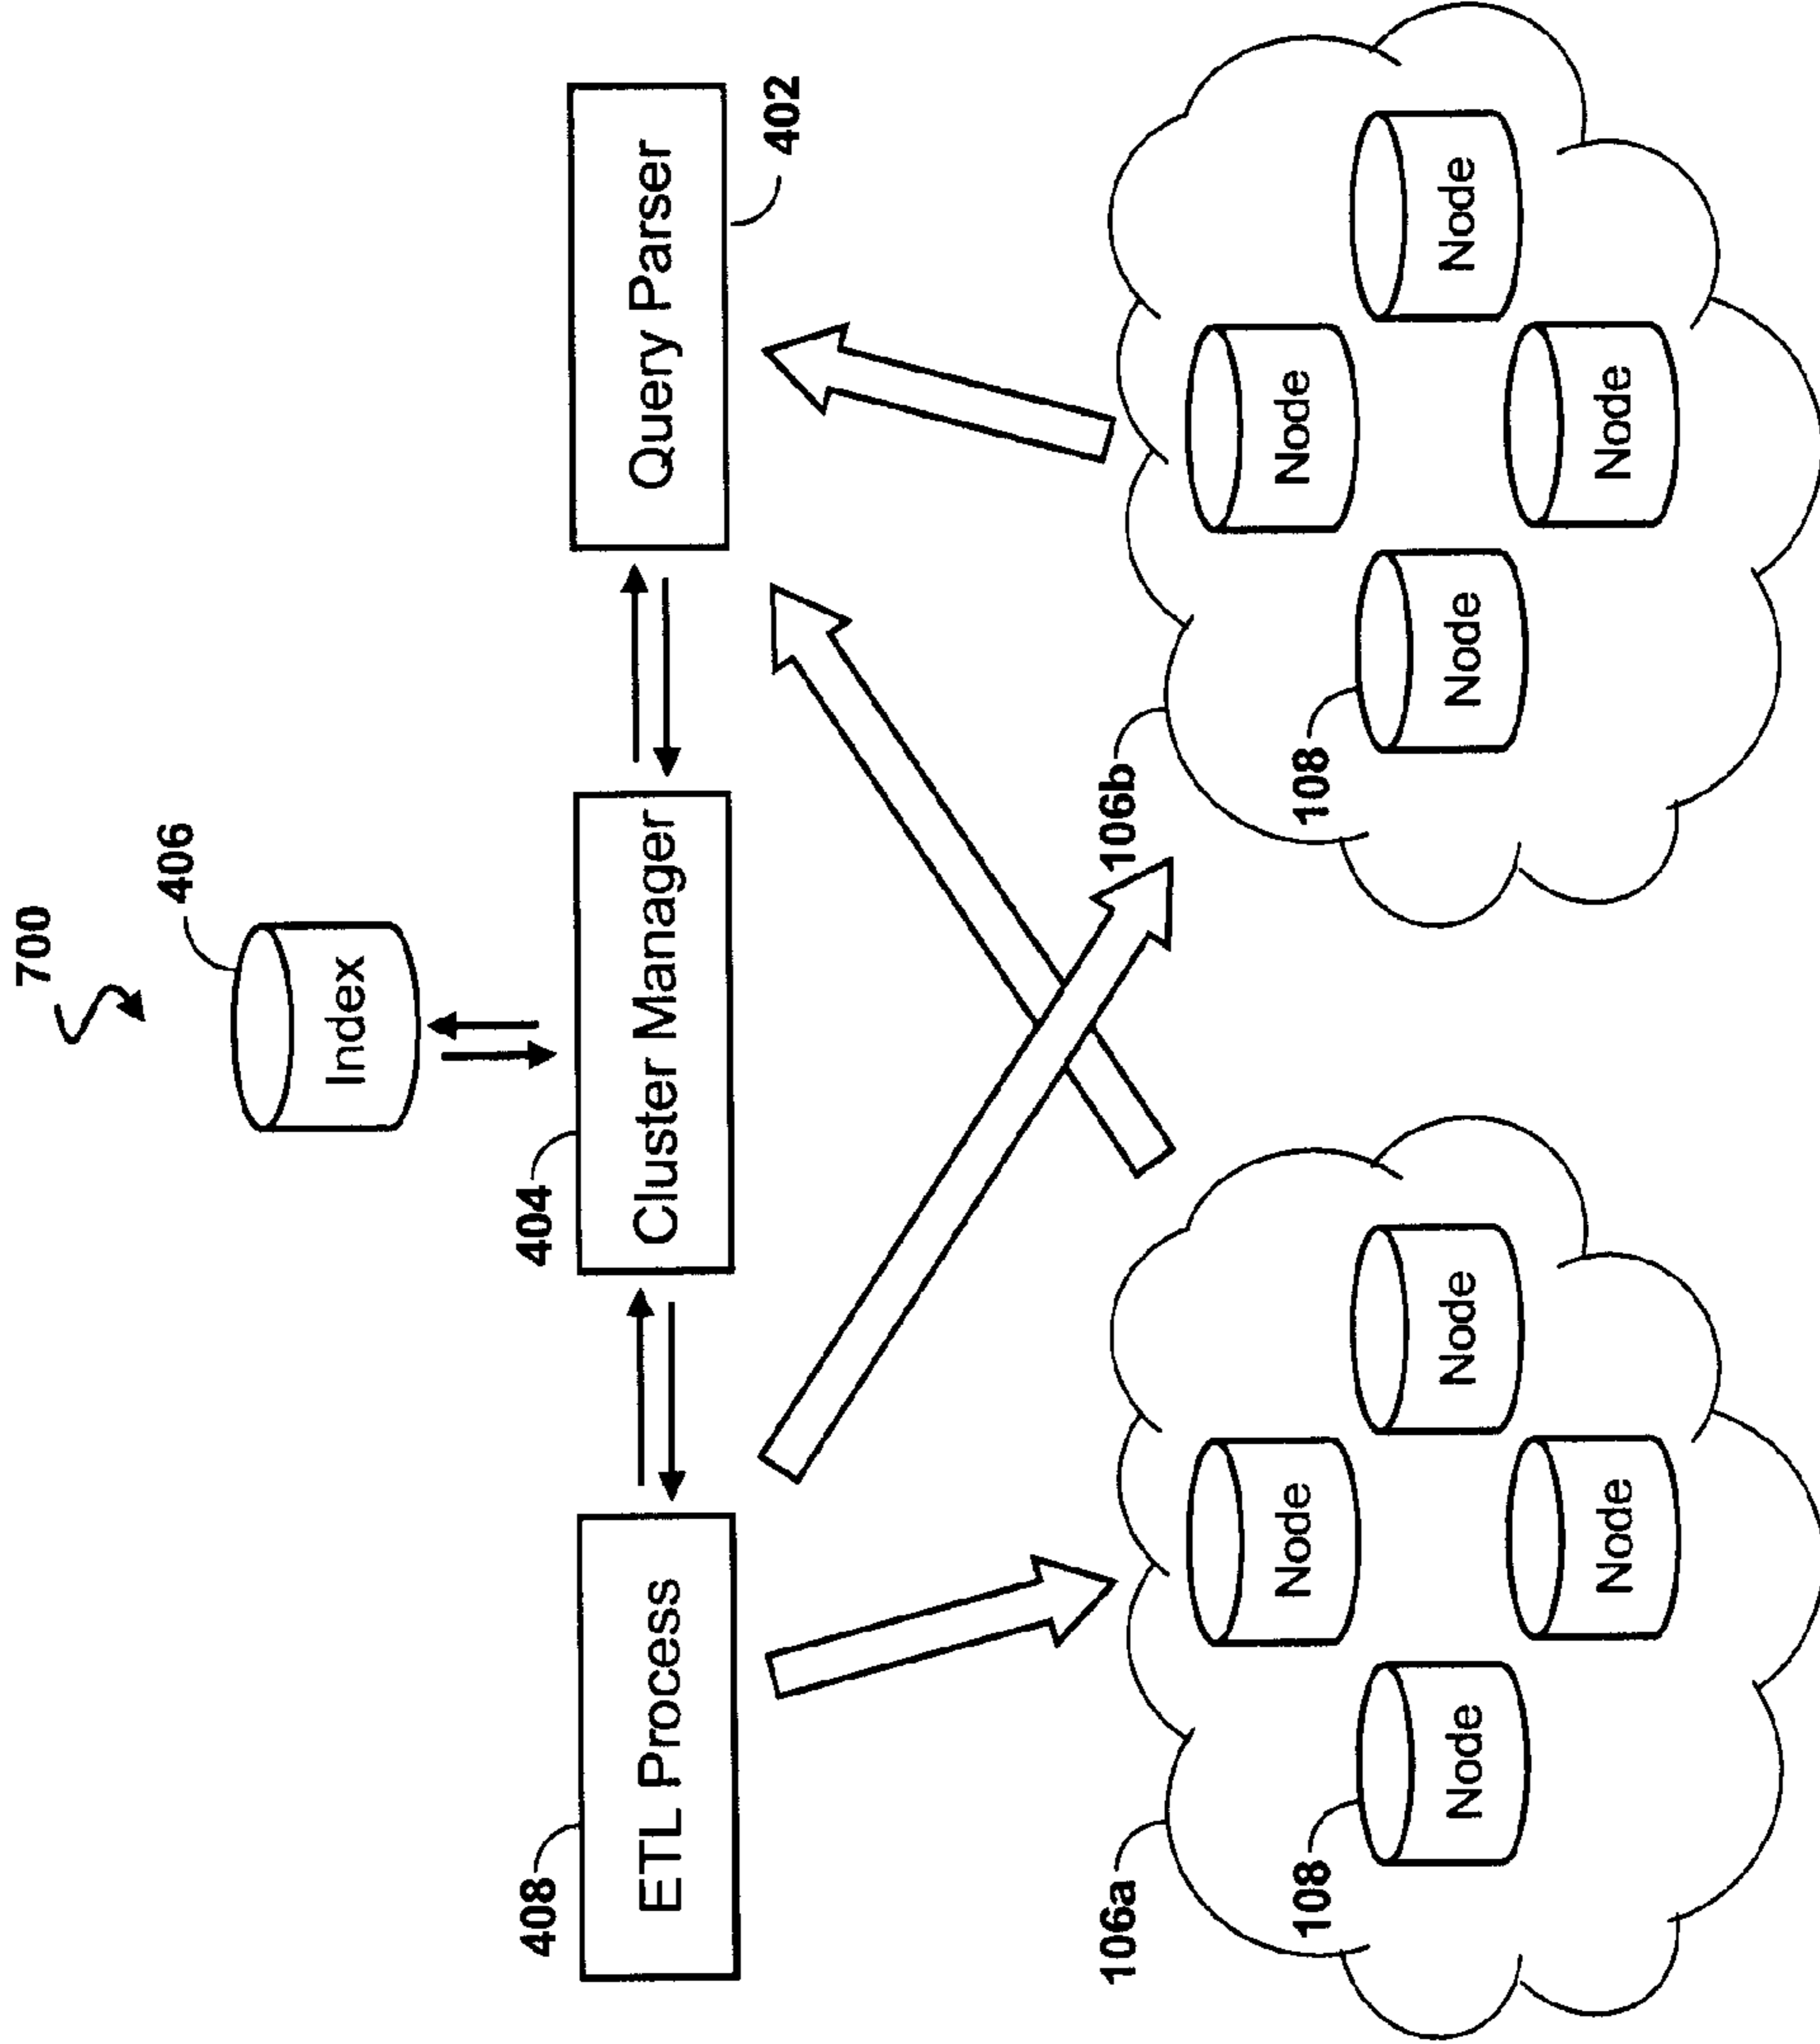 700
406
Index
404
408
402
ETL Process
Cluster Manager
Query Parser
106a
106b
Node
Node
108
Node
Node
108
Node
Node
Node
Node